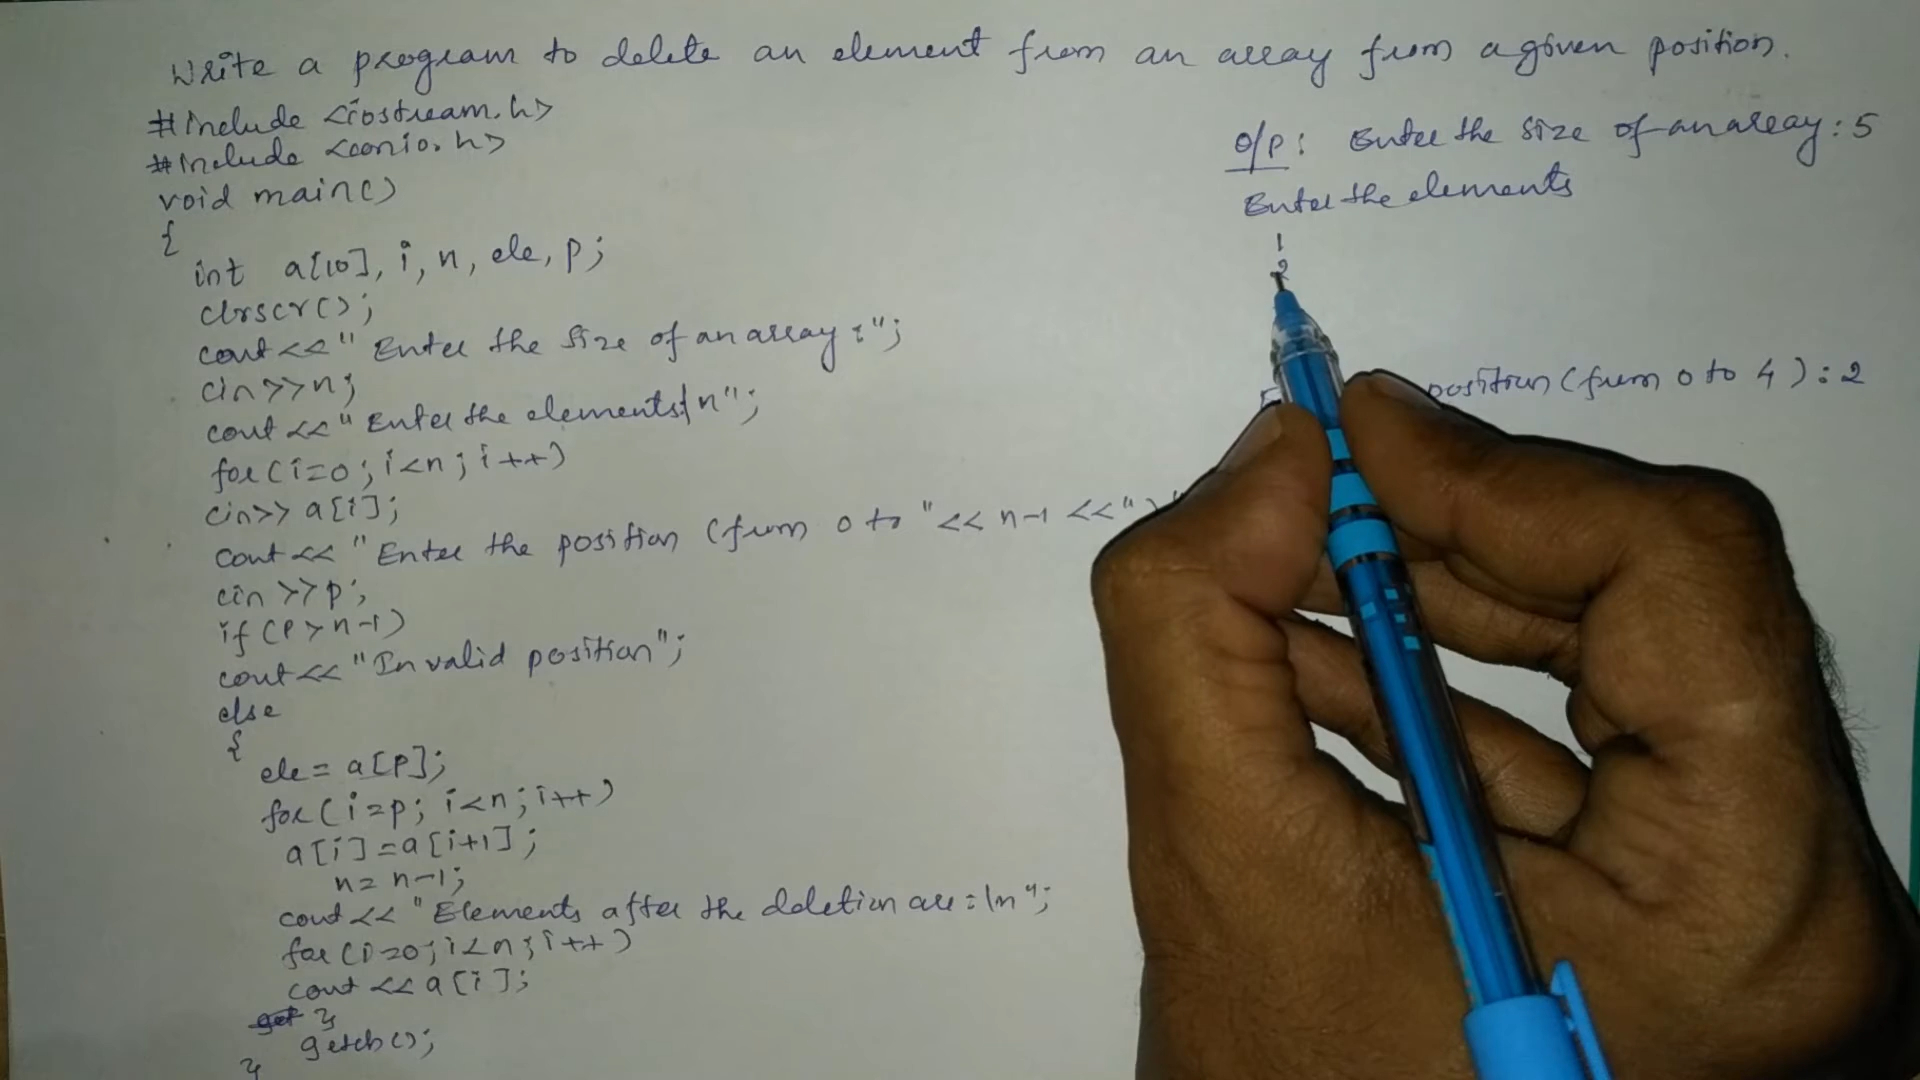 Write a program to delete an element from an array from a given position.
#include <iostream.h>
#include <conio.h>
void main()
{
int a[10], i, n, ele, p;
clrscr();
cout<<"Enter the size of an array:";
cin>>n;
cout<<"Enter the elements\n";
for(i=0;i<n;i++)
cin>>a[i];
cout<<"Enter the position (from 0 to "<<n-1<<")"
cin>>p;
if(p>n-1)
cout<<"Invalid position";
else
{
ele=a[p];
for(i=p;i<n;i++)
a[i]=a[i+1];
n=n-1;
cout<<"Elements after the deletion are:\n";
for(i=0;i<n;i++)
cout<<a[i];
}
getch();
}
O/P: Enter the size of an array:5
Enter the elements
1
2
position (from 0 to 4):2